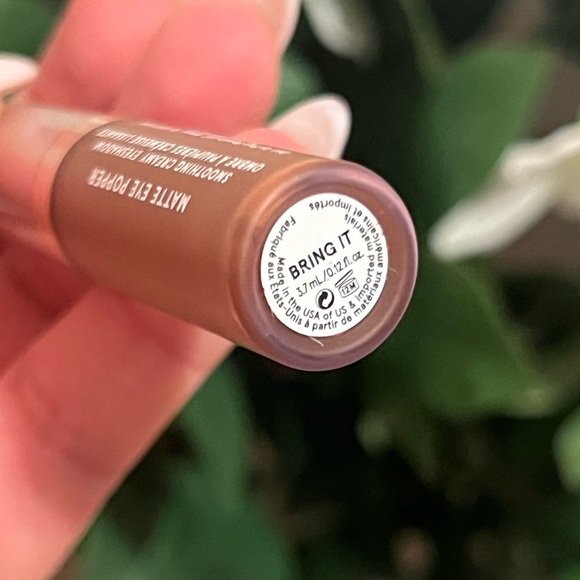 MATTE EYE POPPER
SMOOTHING CREAMY EYESHADOW
OMBRE À PAUPIÈRES CRÉMEUSE LISSANTE
BRING IT
3.7 mL/0.12 fl. oz.
12M
Made in the USA of US & imported materials
Fabriqué aux États-Unis à partir de matériaux américains et importés